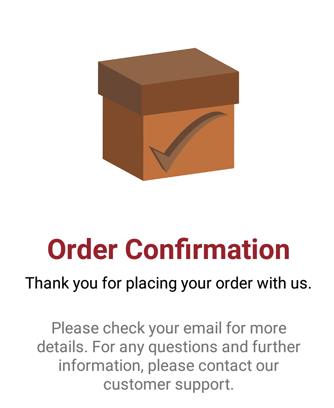 Order Confirmation
Thank you for placing your order with us.
Please check your email for more
details. For any questions and further
information, please contact our
customer support.